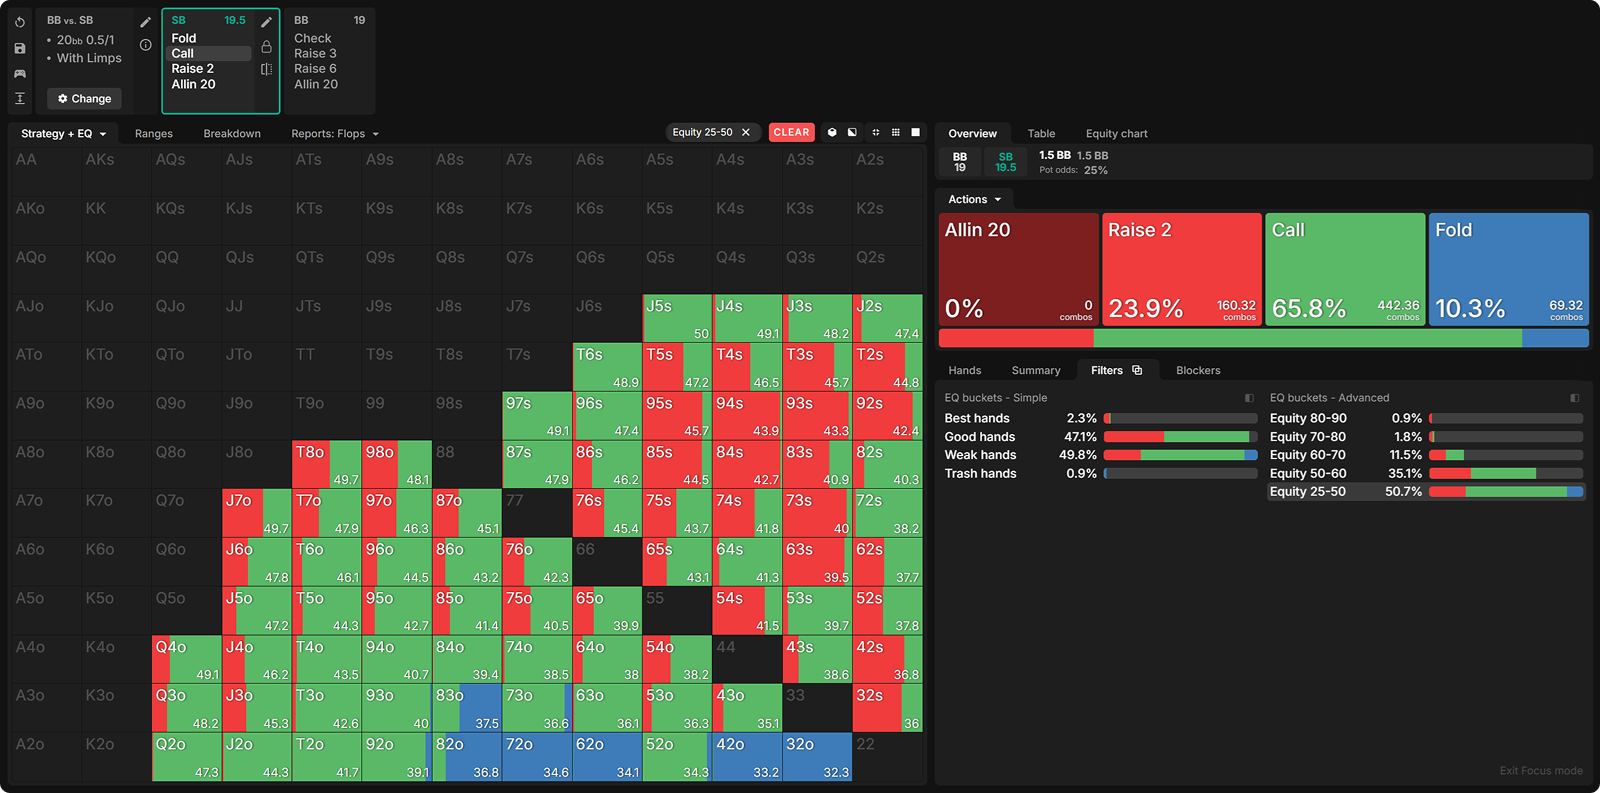 BB vs. SB
• 20bb 0.5/1
• With Limps
Change
SB 19.5
Fold
Call
Raise 2
Allin 20
BB 19
Check
Raise 3
Raise 6
Allin 20
Strategy + EQ Ranges Breakdown Reports: Flops
Equity 25-50 CLEAR
AA AKs AQs AJs ATs A9s A8s A7s A6s A5s A4s A3s A2s
AKo KK KQs KJs KTs K9s K8s K7s K6s K5s K4s K3s K2s
AQo KQo QQ QJs QTs Q9s Q8s Q7s Q6s Q5s Q4s Q3s Q2s
AJo KJo QJo JJ JTs J9s J8s J7s J6s J5s J4s J3s J2s
50 49.1 48.2 47.4
ATo KTo QTo JTo TT T9s T8s T7s T6s T5s T4s T3s T2s
48.9 47.2 46.5 45.7 44.8
A9o K9o Q9o J9o T9o 99 98s 97s 96s 95s 94s 93s 92s
49.1 47.4 45.7 43.9 43.3 42.4
A8o K8o Q8o J8o T8o 98o 88 87s 86s 85s 84s 83s 82s
49.7 48.1 47.9 46.2 44.5 42.7 40.9 40.3
A7o K7o Q7o J7o T7o 97o 87o 77 76s 75s 74s 73s 72s
49.7 47.9 46.3 45.1 45.4 43.7 41.8 40 38.2
A6o K6o Q6o J6o T6o 96o 86o 76o 66 65s 64s 63s 62s
47.8 46.1 44.5 43.2 42.3 43.1 41.3 39.5 37.7
A5o K5o Q5o J5o T5o 95o 85o 75o 65o 55 54s 53s 52s
47.2 44.3 42.7 41.4 40.5 39.9 41.5 39.7 37.8
A4o K4o Q4o J4o T4o 94o 84o 74o 64o 54o 44 43s 42s
49.1 46.2 43.5 40.7 39.4 38.5 38 38.2 38.6 36.8
A3o K3o Q3o J3o T3o 93o 83o 73o 63o 53o 43o 33 32s
48.2 45.3 42.6 40 37.5 36.6 36.1 36.3 35.1 36
A2o K2o Q2o J2o T2o 92o 82o 72o 62o 52o 42o 32o 22
47.3 44.3 41.7 39.1 36.8 34.6 34.1 34.3 33.2 32.3
Overview Table Equity chart
BB 19
SB 19.5
1.5 BB 1.5 BB
Pot odds: 25%
Actions
Allin 20
0%
0 combos
Raise 2
23.9%
160.32 combos
Call
65.8%
442.36 combos
Fold
10.3%
69.32 combos
Hands Summary Filters Blockers
EQ buckets - Simple
Best hands 2.3%
Good hands 47.1%
Weak hands 49.8%
Trash hands 0.9%
EQ buckets - Advanced
Equity 80-90 0.9%
Equity 70-80 1.8%
Equity 60-70 11.5%
Equity 50-60 35.1%
Equity 25-50 50.7%
Exit Focus mode